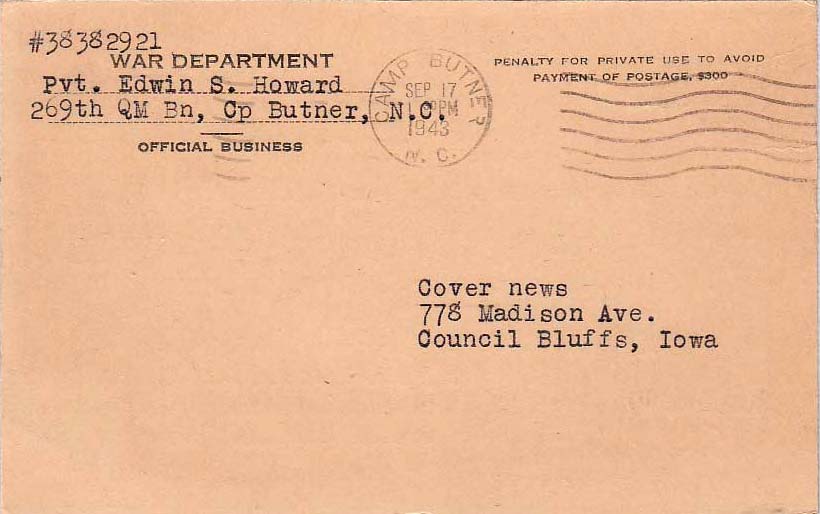 #38382921
WAR DEPARTMENT
Pvt. Edwin S. Howard
269th QM Bn, Cp Butner, N.C.
OFFICIAL BUSINESS
CAMP BUTNER
SEP 17
PM
1943
N. C.
PENALTY FOR PRIVATE USE TO AVOID
PAYMENT OF POSTAGE, $300
Cover news
778 Madison Ave.
Council Bluffs, Iowa